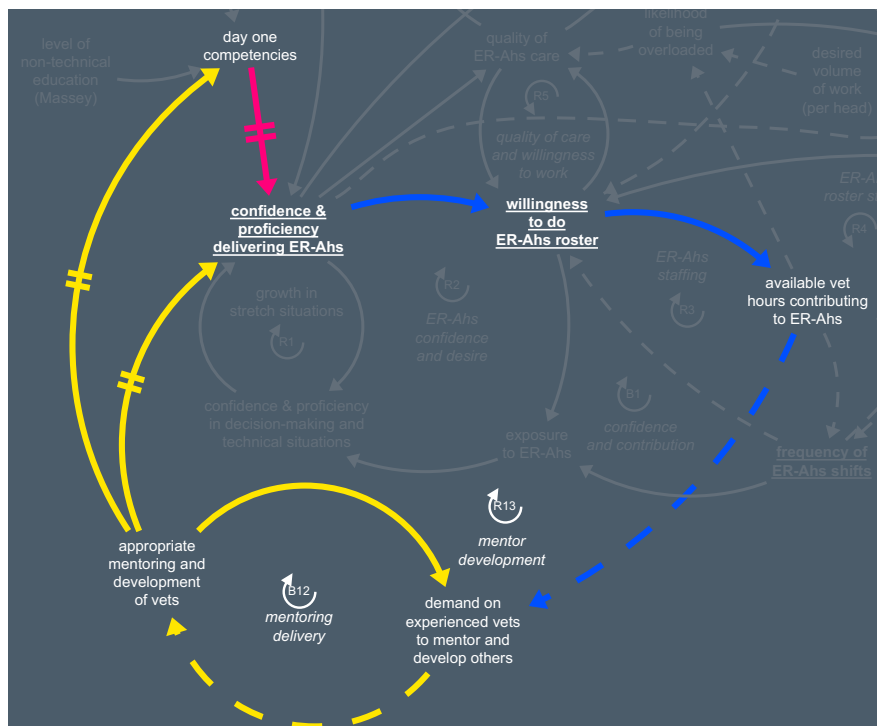 day one
competencies
level of
non-technical
education
(Massey)
quality of
ER-Ahs care
likelihood
of being
overloaded
desired
volume
of work
(per head)
R5
quality of care
and willingness
to work
confidence &
proficiency
delivering ER-Ahs
willingness
to do
ER-Ahs roster
ER-Ahs
roster
R4
growth in
stretch situations
R1
R2
ER-Ahs
confidence
and desire
ER-Ahs
staffing
R3
available vet
hours contributing
to ER-Ahs
confidence & proficiency
in decision-making and
technical situations
B1
confidence
and contribution
exposure
to ER-Ahs
frequency of
ER-Ahs shifts
R13
mentor
development
appropriate
mentoring and
development
of vets
B12
mentoring
delivery
demand on
experienced vets
to mentor and
develop others